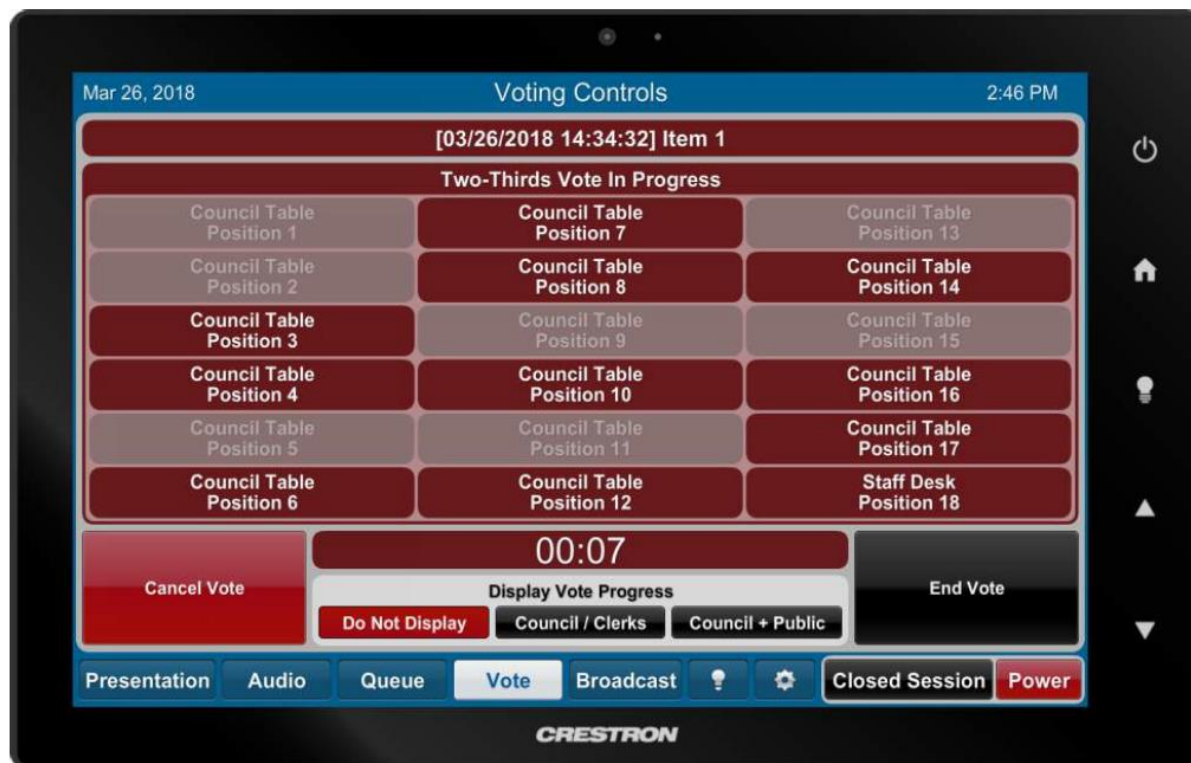 Mar 26, 2018 Voting Controls 2:46 PM
[03/26/2018 14:34:32] Item 1
Two-Thirds Vote In Progress
Council Table
Position 1
Council Table
Position 7
Council Table
Position 13
Council Table
Position 2
Council Table
Position 8
Council Table
Position 14
Council Table
Position 3
Council Table
Position 9
Council Table
Position 15
Council Table
Position 4
Council Table
Position 10
Council Table
Position 16
Council Table
Position 5
Council Table
Position 11
Council Table
Position 17
Council Table
Position 6
Council Table
Position 12
Staff Desk
Position 18
Cancel Vote
00:07
Display Vote Progress
Do Not Display Council / Clerks Council + Public
End Vote
Presentation Audio Queue Vote Broadcast Closed Session Power
CRESTRON